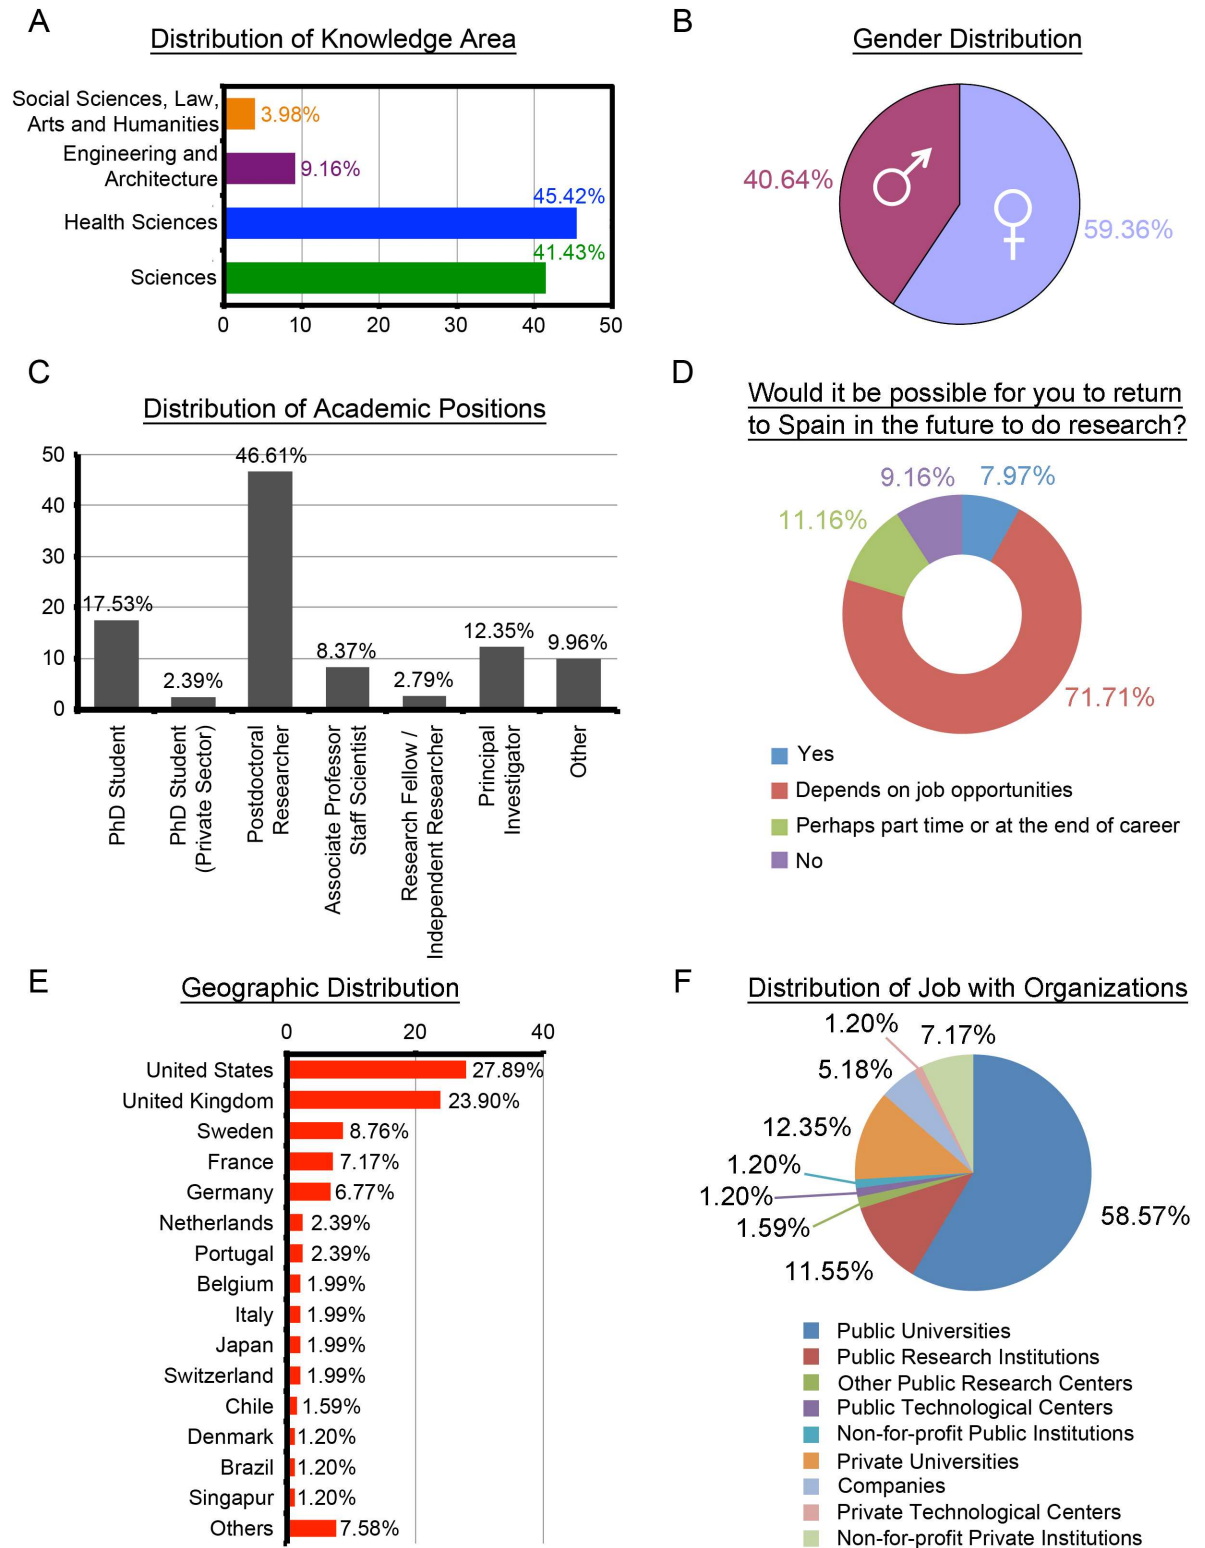 A
Distribution of Knowledge Area
Social Sciences, Law,
Arts and Humanities
3.98%
Engineering and
Architecture
9.16%
45.42%
Health Sciences
41.43%
Sciences
0 10 20 30 40 50
B
Gender Distribution
40.64%
59.36%
C
Distribution of Academic Positions
50
40
30
20
10
0
17.53%
2.39%
46.61%
8.37%
2.79%
12.35%
9.96%
PhD Student
PhD Student
(Private Sector)
Postdoctoral
Researcher
Associate Professor
Staff Scientist
Research Fellow /
Independent Researcher
Principal
Investigator
Other
D
Would it be possible for you to return
to Spain in the future to do research?
9.16% 7.97%
11.16%
71.71%
Yes
Depends on job opportunities
Perhaps part time or at the end of career
No
E
Geographic Distribution
0 20 40
United States 27.89%
United Kingdom 23.90%
Sweden 8.76%
France 7.17%
Germany 6.77%
Netherlands 2.39%
Portugal 2.39%
Belgium 1.99%
Italy 1.99%
Japan 1.99%
Switzerland 1.99%
Chile 1.59%
Denmark 1.20%
Brazil 1.20%
Singapur 1.20%
Others 7.58%
F
Distribution of Job with Organizations
1.20% 7.17%
5.18%
12.35%
1.20%
1.20%
1.59%
11.55%
58.57%
Public Universities
Public Research Institutions
Other Public Research Centers
Public Technological Centers
Non-for-profit Public Institutions
Private Universities
Companies
Private Technological Centers
Non-for-profit Private Institutions